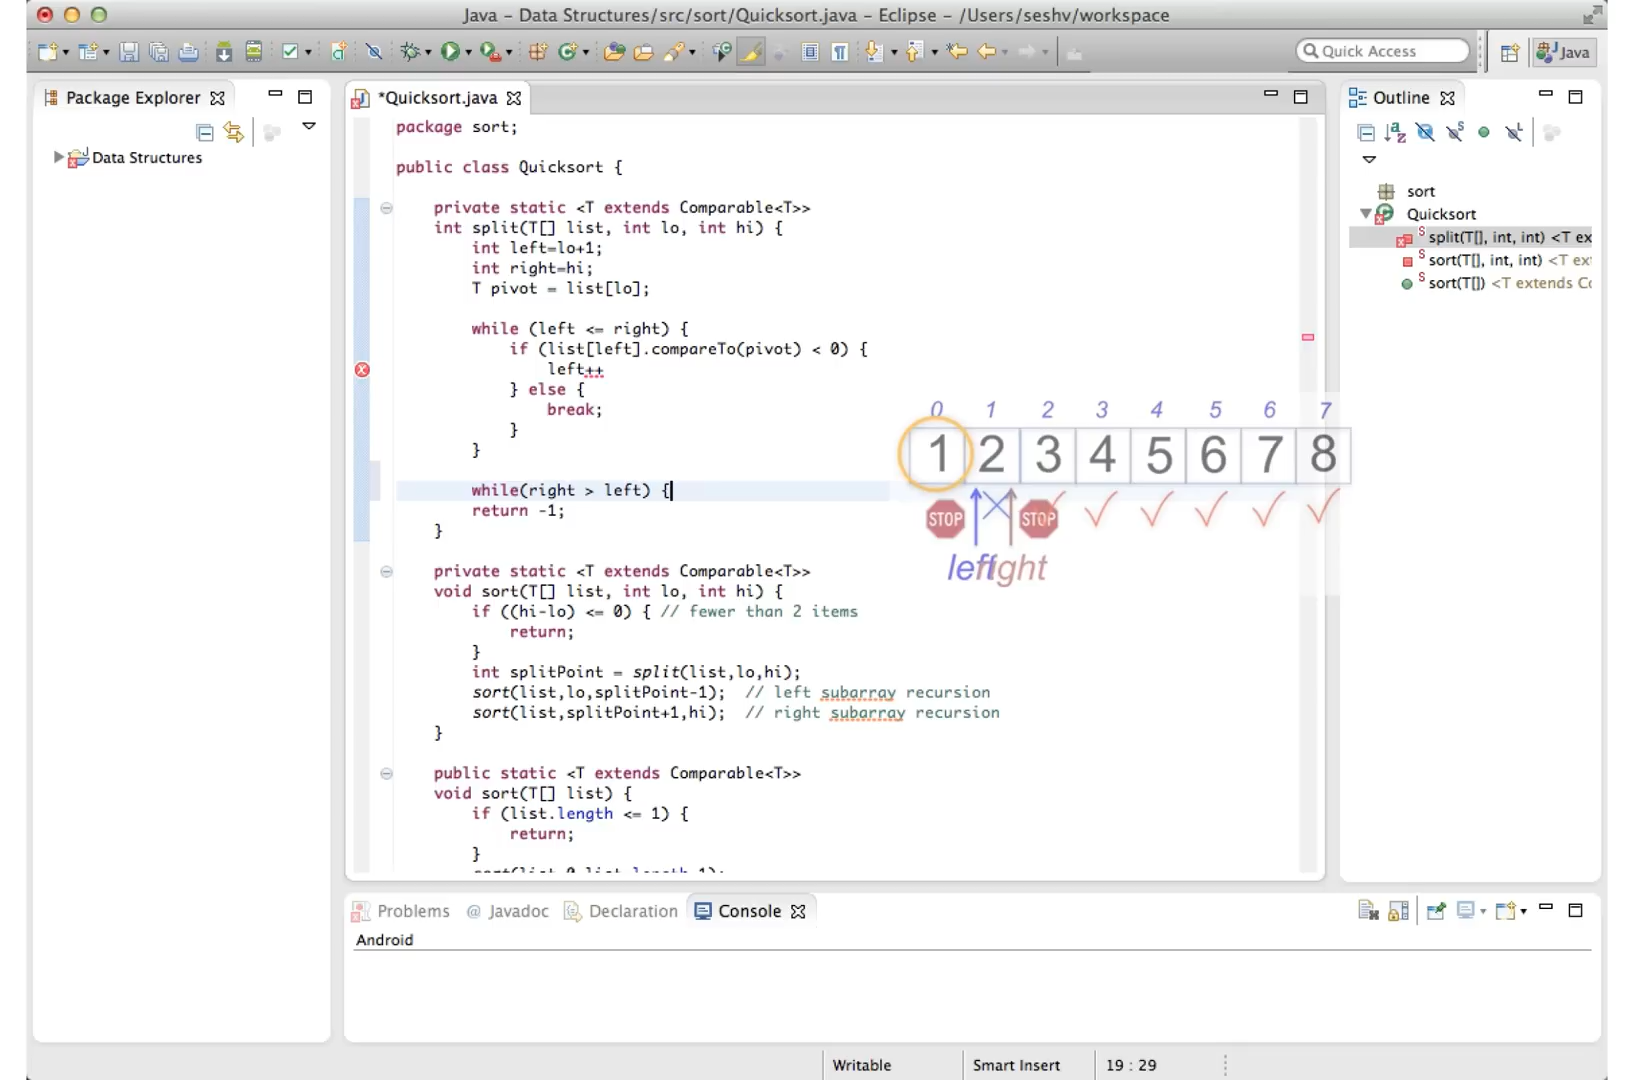 Java - Data Structures/src/sort/Quicksort.java - Eclipse - /Users/seshv/workspace
Quick Access
Java
Package Explorer
Data Structures
*Quicksort.java
package sort;
public class Quicksort {
private static <T extends Comparable<T>>
int split(T[] list, int lo, int hi) {
int left=lo+1;
int right=hi;
T pivot = list[lo];
while (left <= right) {
if (list[left].compareTo(pivot) < 0) {
left++
} else {
break;
}
}
while(right > left) {
return -1;
}
private static <T extends Comparable<T>>
void sort(T[] list, int lo, int hi) {
if ((hi-lo) <= 0) { // fewer than 2 items
return;
}
int splitPoint = split(list,lo,hi);
sort(list,lo,splitPoint-1); // left subarray recursion
sort(list,splitPoint+1,hi); // right subarray recursion
}
public static <T extends Comparable<T>>
void sort(T[] list) {
if (list.length <= 1) {
return;
}
0 1 2 3 4 5 6 7
1 2 3 4 5 6 7 8
STOP STOP
left
Outline
sort
Quicksort
split(T[], int, int) <T ex
sort(T[], int, int) <T ext
sort(T[]) <T extends Co
Problems @ Javadoc Declaration Console
Android
Writable Smart Insert 19 : 29